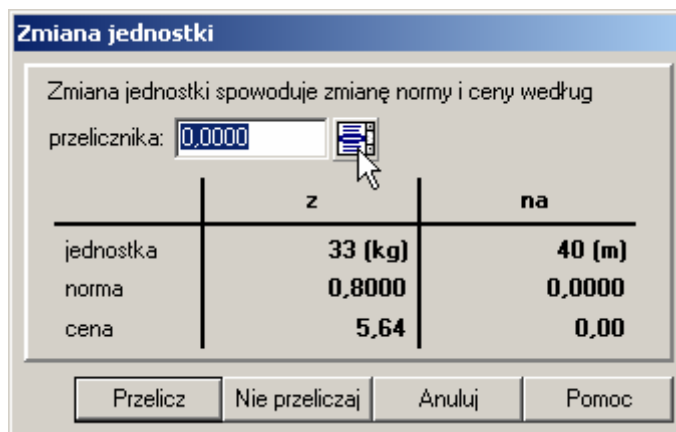 Zmiana jednostki
Zmiana jednostki spowoduje zmianę normy i ceny według
przelicznika: 0,0000
z na
jednostka 33 (kg) 40 (m)
norma 0,8000 0,0000
cena 5,64 0,00
Przelicz Nie przeliczaj Anuluj Pomoc